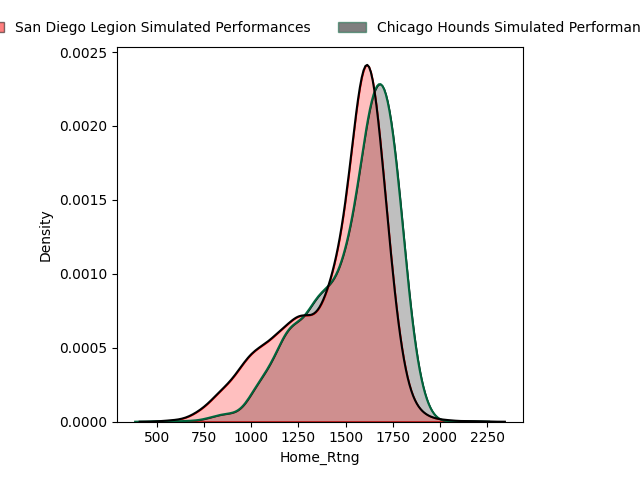 San Diego Legion Simulated Performances
Chicago Hounds Simulated Performan
0.0025
0.0020
0.0015
0.0010
0.0005
0.0000
Density
500 750 1000 1250 1500 1750 2000 2250
Home_Rtng